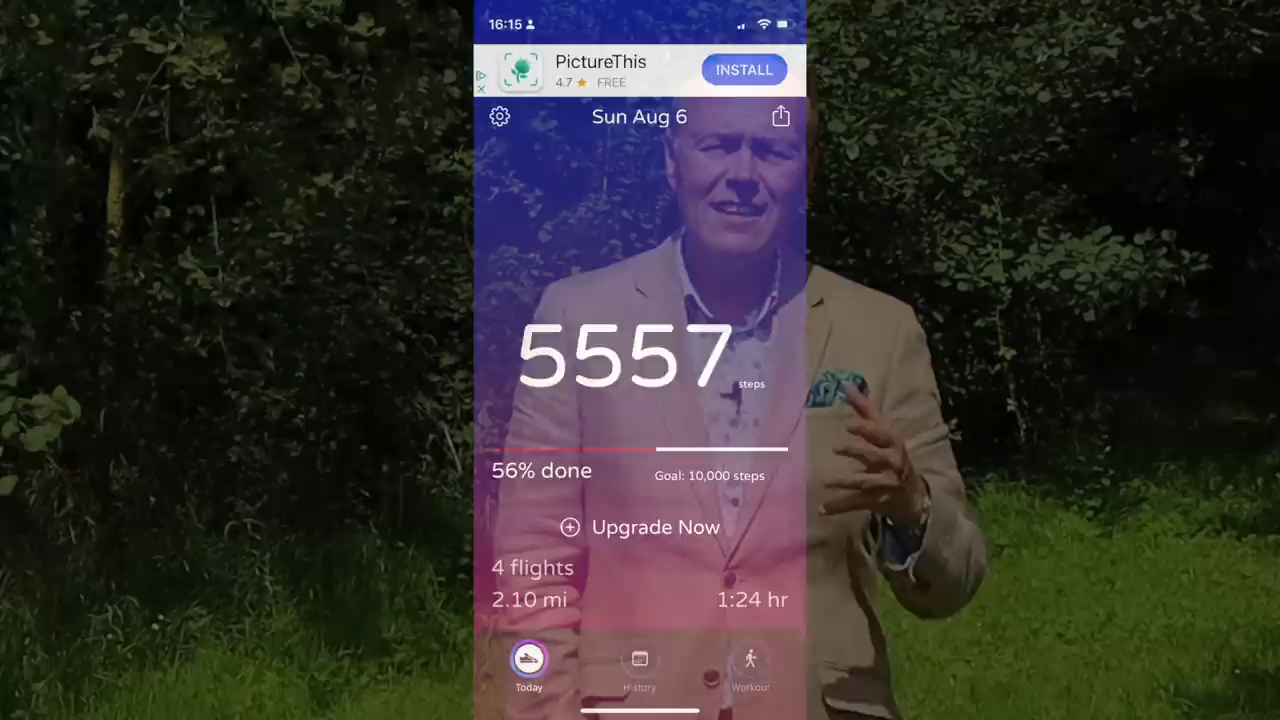 16:15
PictureThis
4.7 ★ FREE
INSTALL
Sun Aug 6
5557 steps
56% done
Goal: 10,000 steps
Upgrade Now
4 flights
2.10 mi
1:24 hr
Today
History
Workout